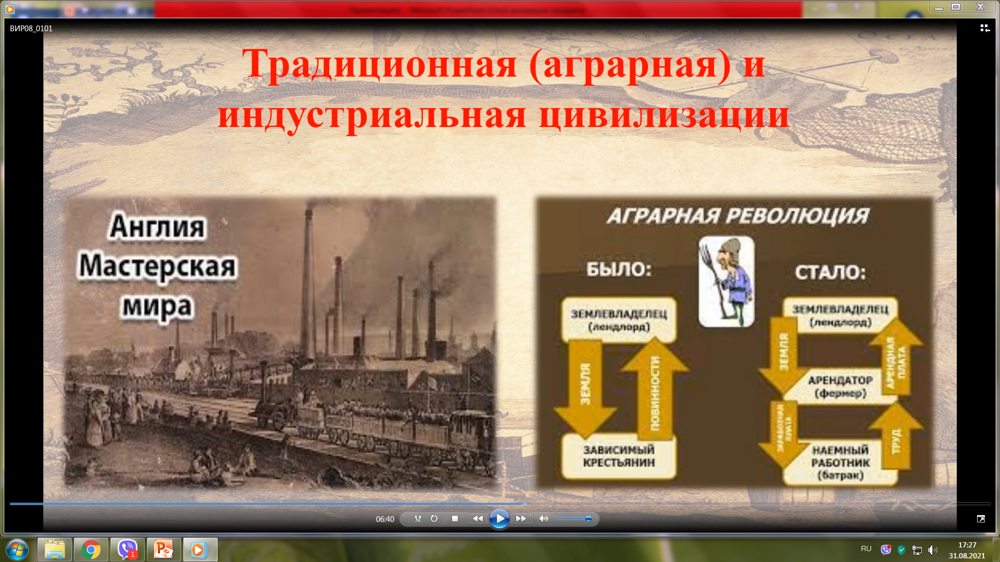 ВИР08_0101
Традиционная (аграрная) и
индустриальная цивилизации
Англия
Мастерская
мира
АГРАРНАЯ РЕВОЛЮЦИЯ
БЫЛО:
ЗЕМЛЕВЛАДЕЛЕЦ
(лендлорд)
ЗЕМЛЯ
ПОВИННОСТИ
ЗАВИСИМЫЙ
КРЕСТЬЯНИН
СТАЛО:
ЗЕМЛЕВЛАДЕЛЕЦ
(лендлорд)
ЗЕМЛЯ
АРЕНДНАЯ
ПЛАТА
АРЕНДАТОР
(фермер)
ЗАРАБОТНАЯ
ПЛАТА
ТРУД
НАЕМНЫЙ
РАБОТНИК
(батрак)
06:40
1
RU
17:27
31.08.2021